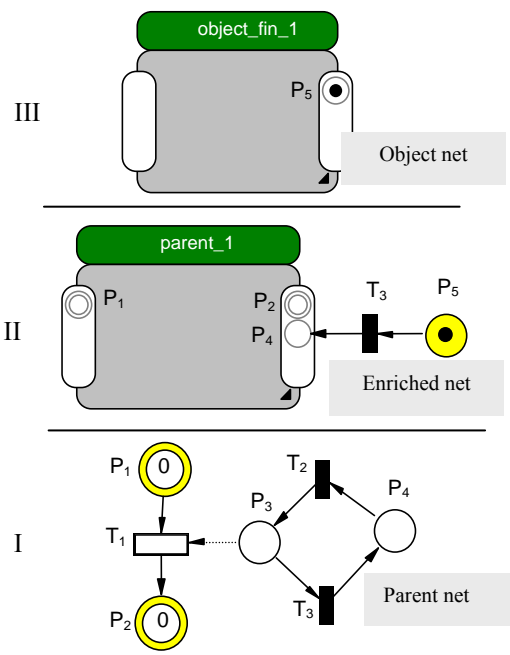 object_fin_1
P5
III
Object net
parent_1
P1
P2
T3
P5
P4
II
Enriched net
P1
0
T2
P3
P4
T1
I
T3
Parent net
P2
0